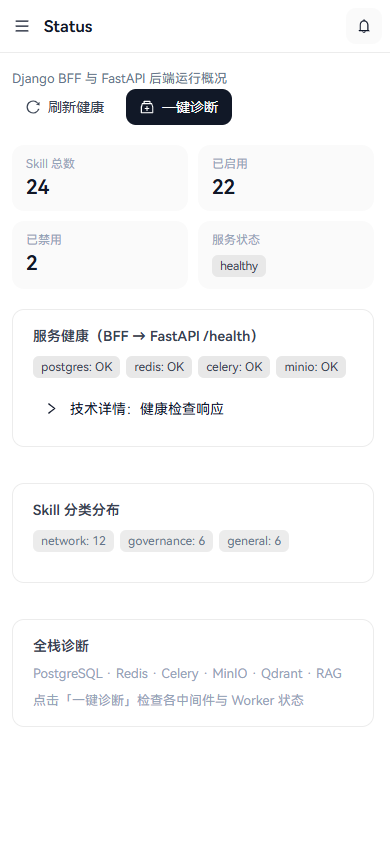 Status
Django BFF 与 FastAPI 后端运行概况
刷新健康
一键诊断
Skill 总数
24
已启用
22
已禁用
2
服务状态
healthy
服务健康（BFF → FastAPI /health）
postgres: OK
redis: OK
celery: OK
minio: OK
技术详情：健康检查响应
Skill 分类分布
network: 12
governance: 6
general: 6
全栈诊断
PostgreSQL · Redis · Celery · MinIO · Qdrant · RAG
点击「一键诊断」检查各中间件与 Worker 状态